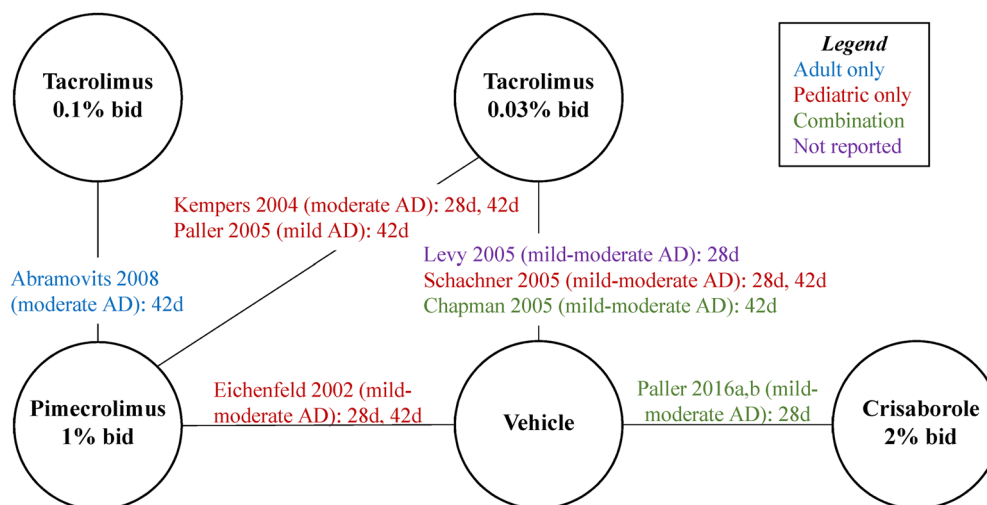 Tacrolimus
0.1% bid
Tacrolimus
0.03% bid
Legend
Adult only
Pediatric only
Combination
Not reported
Kempers 2004 (moderate AD): 28d, 42d
Paller 2005 (mild AD): 42d
Levy 2005 (mild-moderate AD): 28d
Schachner 2005 (mild-moderate AD): 28d, 42d
Chapman 2005 (mild-moderate AD): 42d
Abramovits 2008
(moderate AD): 42d
Pimecrolimus
1% bid
Eichenfeld 2002 (mild-
moderate AD): 28d, 42d
Vehicle
Paller 2016a,b (mild-
moderate AD): 28d
Crisaborole
2% bid